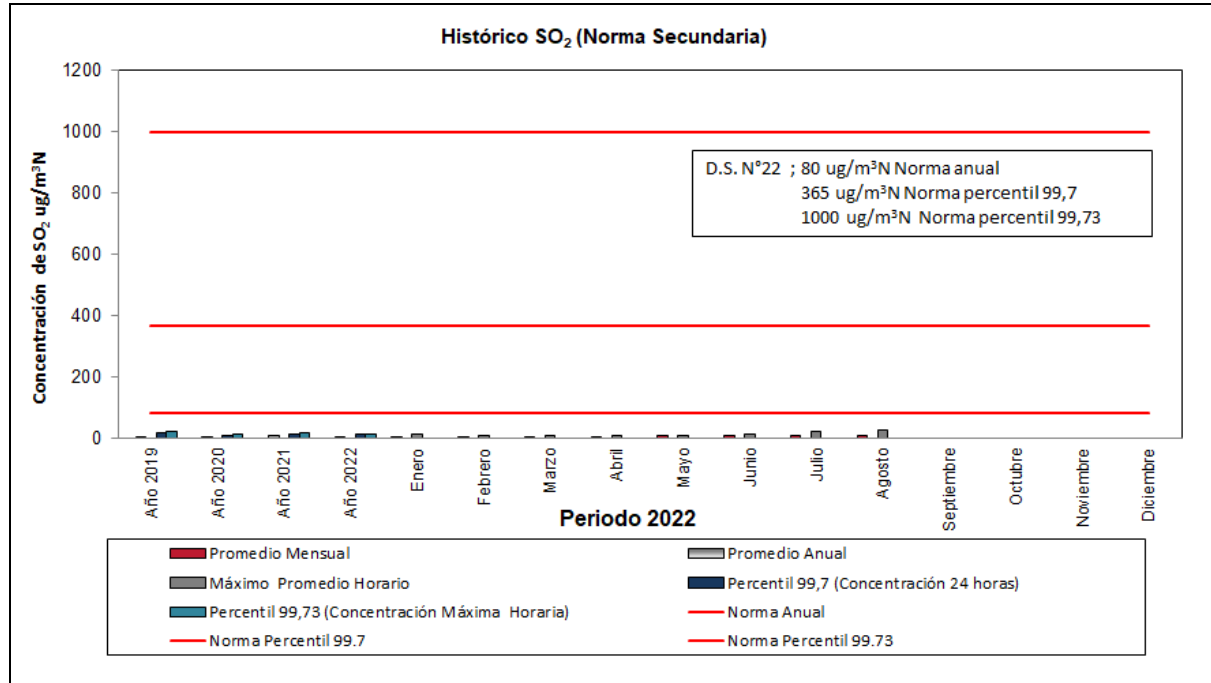 Histórico SO₂ (Norma Secundaria)
Concentración de SO₂ ug/m³N
1200
1000
800
600
400
200
0
D.S. N°22 ; 80 ug/m³N Norma anual
365 ug/m³N Norma percentil 99,7
1000 ug/m³N Norma percentil 99,73
Año 2019
Año 2020
Año 2021
Año 2022
Enero
Febrero
Marzo
Abril
Mayo
Junio
Julio
Agosto
Septiembre
Octubre
Noviembre
Diciembre
Periodo 2022
Promedio Mensual
Promedio Anual
Máximo Promedio Horario
Percentil 99,7 (Concentración 24 horas)
Percentil 99,73 (Concentración Máxima Horaria)
Norma Anual
Norma Percentil 99.7
Norma Percentil 99.73